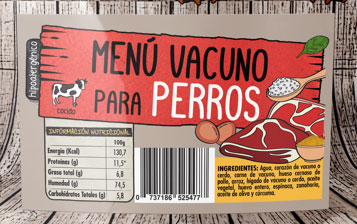 hipoalergénico
MENÚ VACUNO
PARA PERROS
cocido
INFORMACIÓN NUTRICIONAL
100g
Energía (Kcal) 130,7
Proteínas (g) 11,5*
Grasa total (g) 6,8
Humedad (g) 74,5
Carbohidratos Totales (g) 5,8
0 737186 525477
INGREDIENTES: Agua, corazón de vacuno o
cerdo, carne de vacuno, hueso carnoso de
pollo, arroz, hígado de vacuno o cerdo, aceite
vegetal, huevo entero, espinaca, zanahoria,
aceite de oliva y cúrcuma.